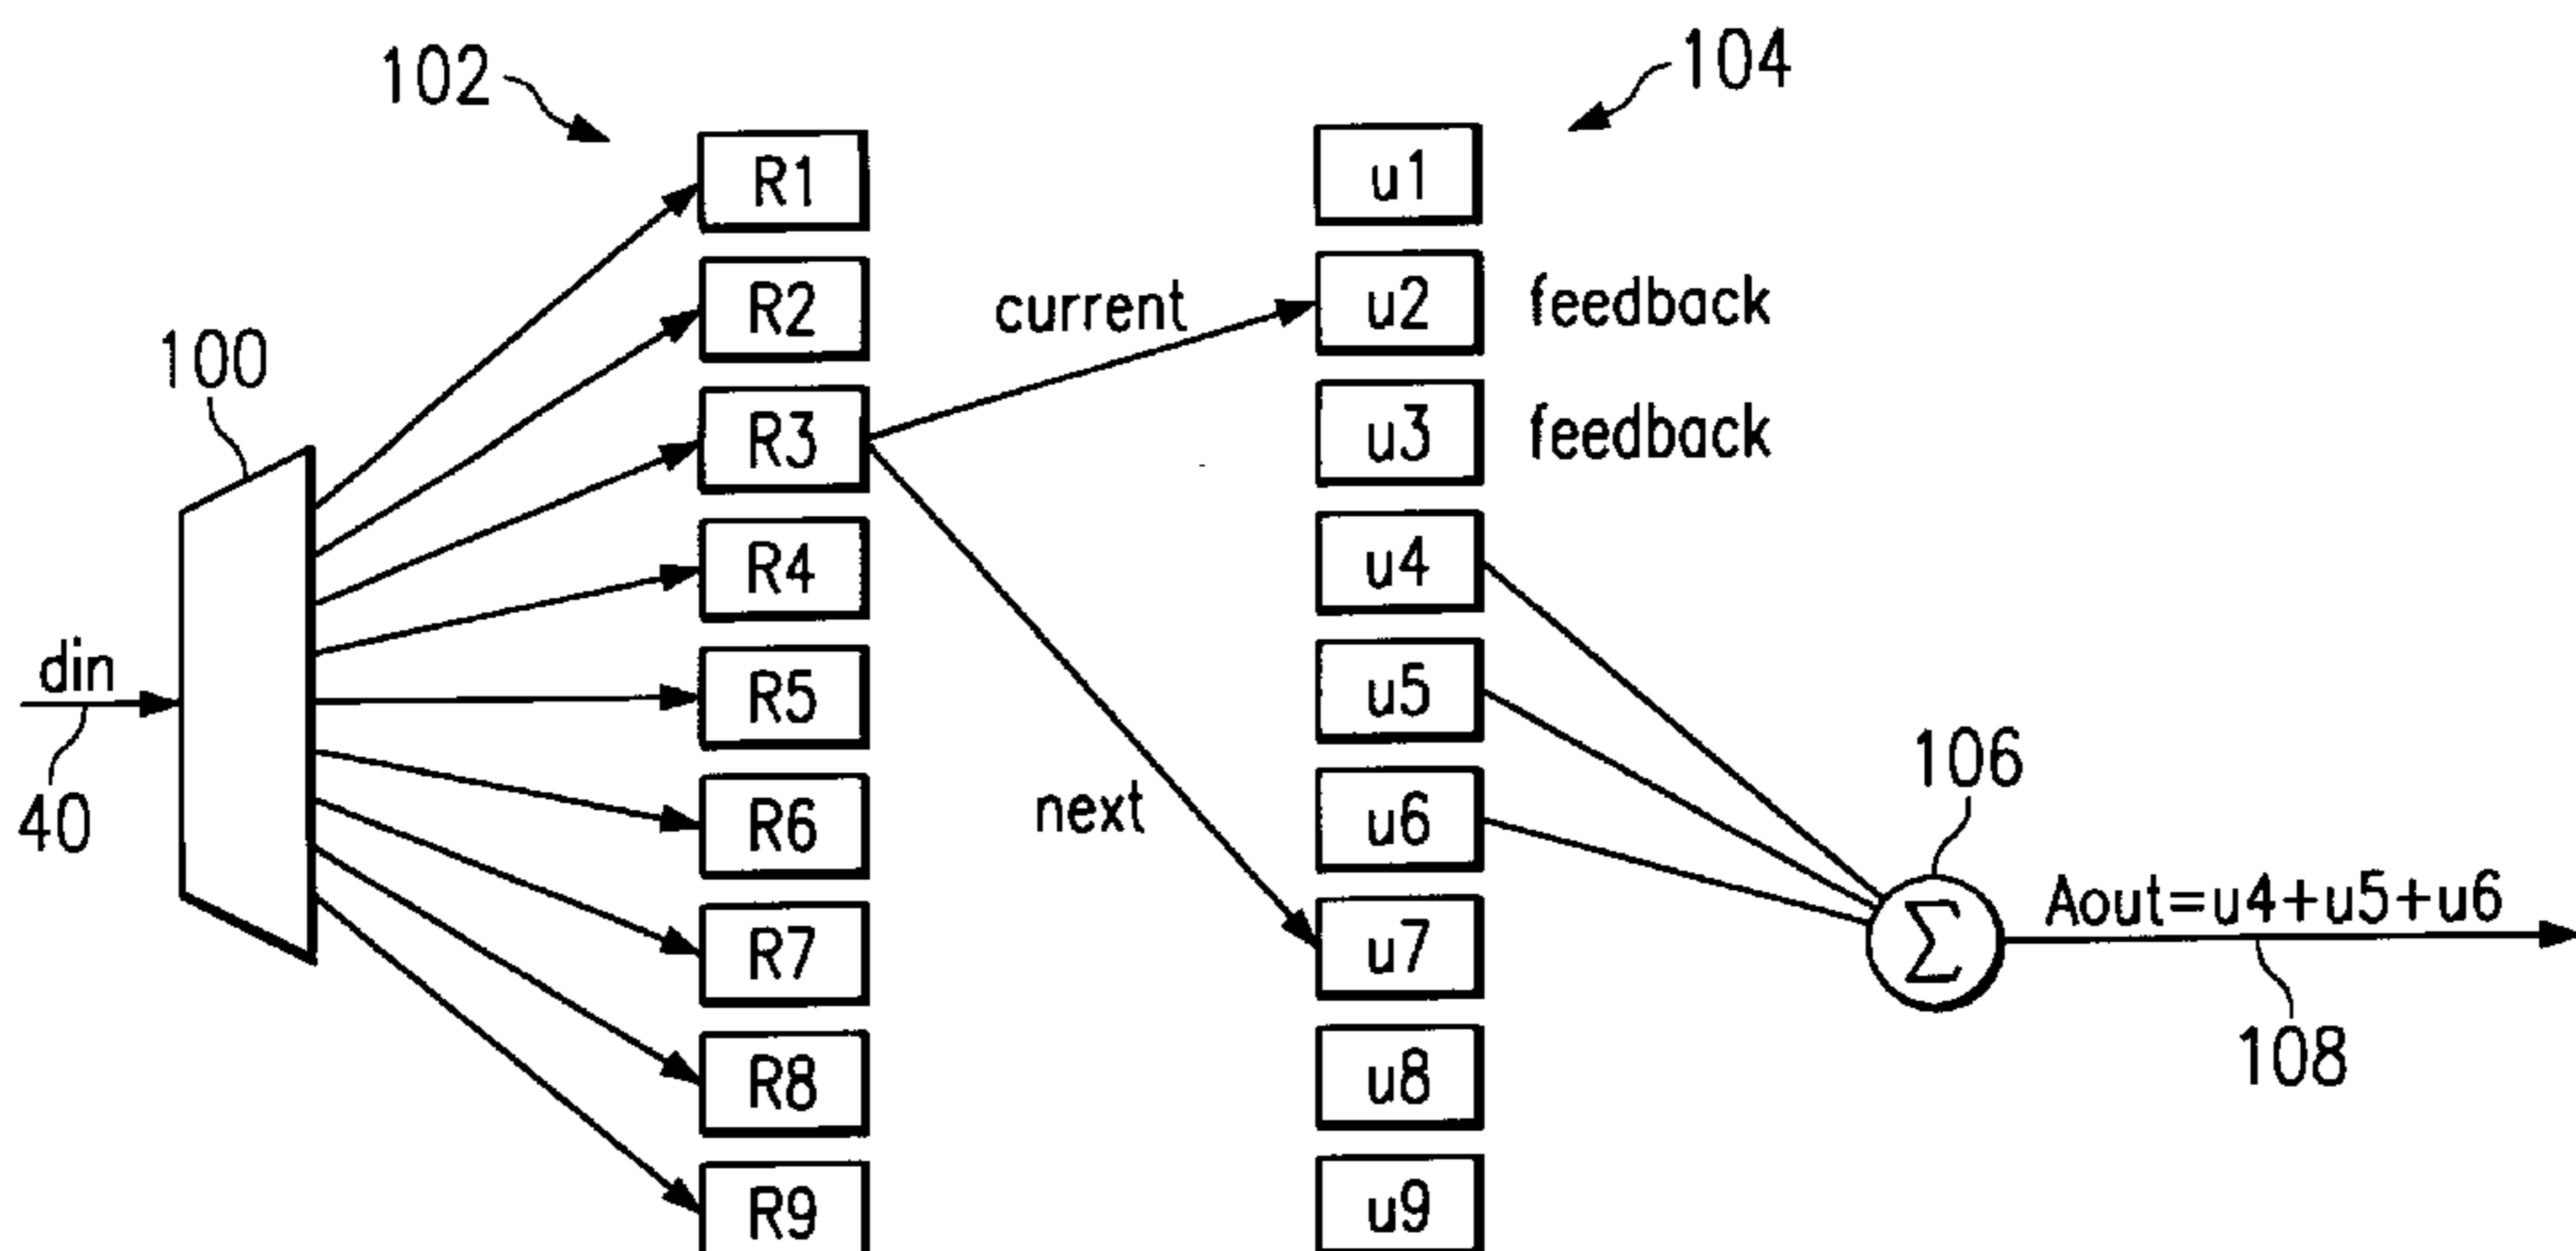 102
104
R1
u1
R2
current
u2
feedback
100
R3
u3
feedback
R4
u4
din
R5
u5
40
R6
next
u6
106
R7
u7
Σ
Aout=u4+u5+u6
R8
u8
108
R9
u9